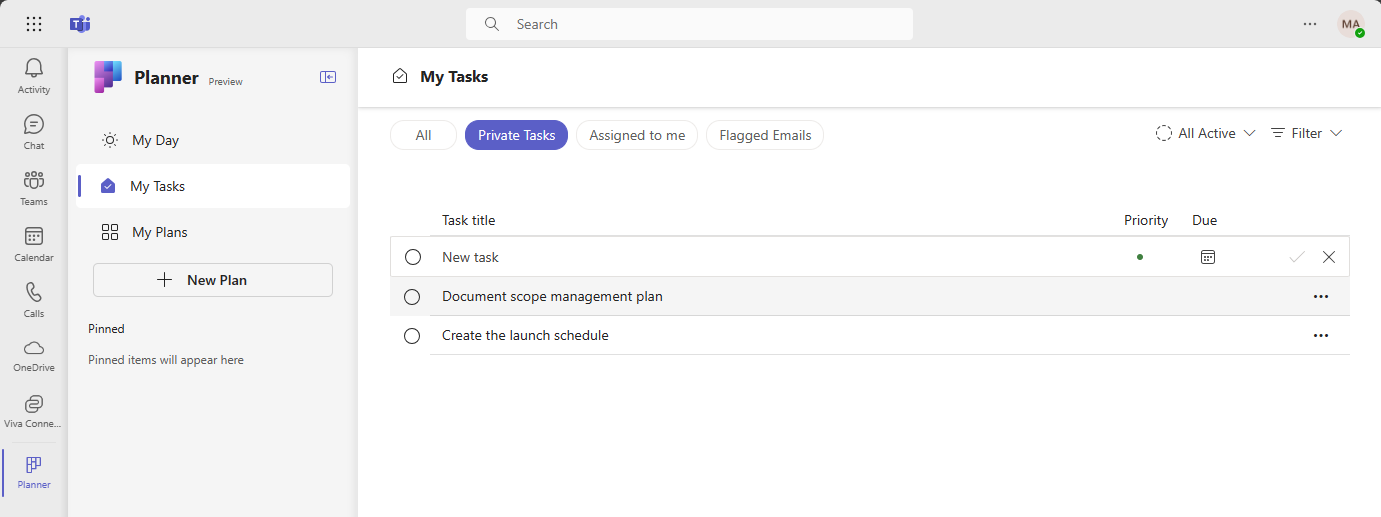 Search
MA
Activity
Chat
Teams
Calendar
Calls
OneDrive
Viva Conne...
Planner
Planner Preview
My Day
My Tasks
My Plans
New Plan
Pinned
Pinned items will appear here
My Tasks
All Private Tasks Assigned to me Flagged Emails All Active Filter
Task title Priority Due
New task
Document scope management plan
Create the launch schedule